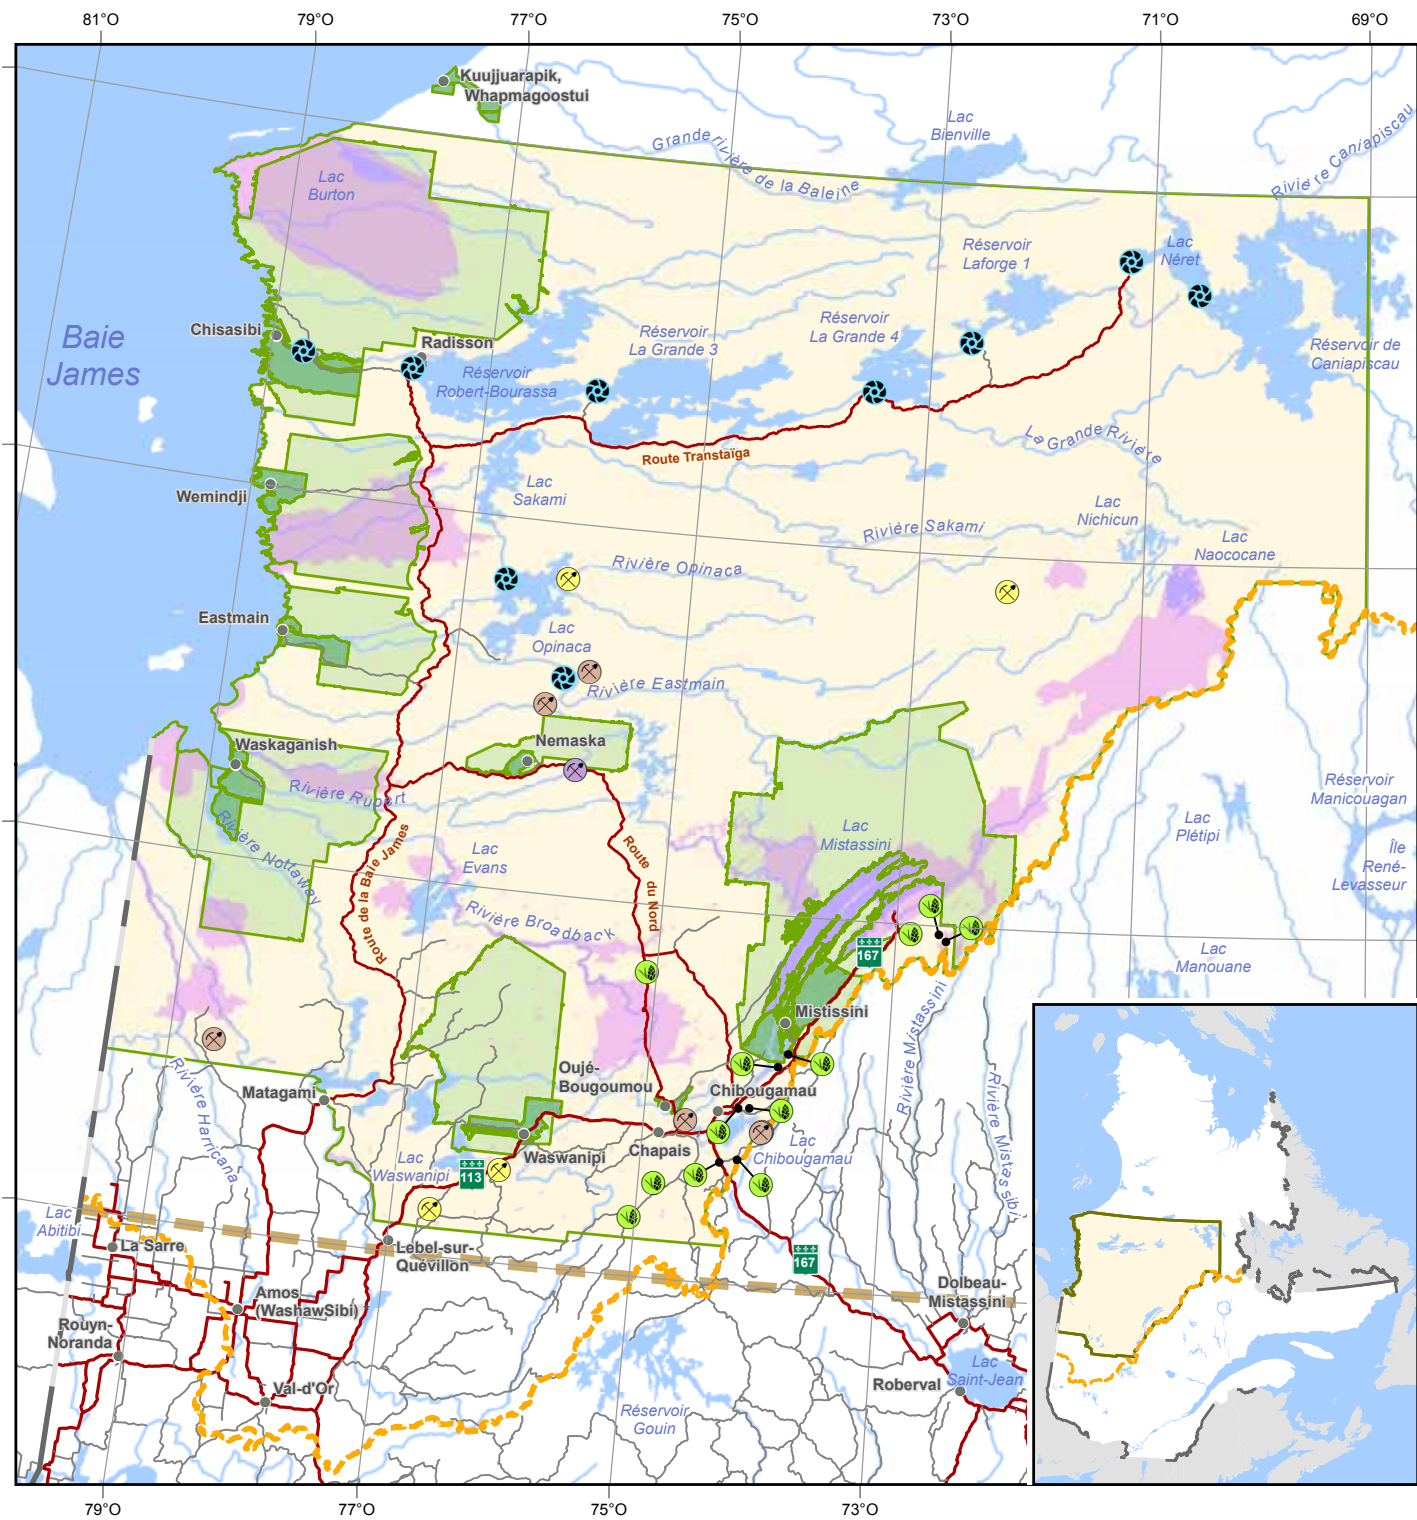 81°O
79°O
77°O
75°O
73°O
71°O
69°O
Kuujjuarapik,
Whapmagoostui
Lac
Bienville
Grande rivière de la Baleine
Rivière Caniapiscau
Lac
Burton
Réservoir
Laforge 1
Lac
Néret
Baie
James
Chisasibi
Radisson
Réservoir
Robert-Bourassa
Réservoir
La Grande 3
Réservoir
La Grande 4
Réservoir de
Caniapiscau
Route Transtaïga
La Grande Rivière
Wemindji
Lac
Sakami
Rivière Sakami
Lac
Nichicun
Lac
Naococane
Rivière Opinaca
Eastmain
Lac
Opinaca
Rivière Eastmain
Waskaganish
Nemaska
Rivière Rupert
Rivière Nottaway
Route de la Baie James
Lac
Evans
Route du Nord
Lac
Mistassini
Lac
Plétipi
Réservoir
Manicouagan
Île
René-
Levasseur
Rivière Broadback
167
Lac
Manouane
Mistissini
Rivière Mistassini
Rivière Mistassibi
Oujé-
Bougoumou
Chibougamau
Matagami
Rivière Harricana
Lac
Waswanipi
113
Waswanipi
Chapais
Lac
Chibougamau
Lac
Abitibi
La Sarre
Lebel-sur-
Quévillon
167
Dolbeau-
Mistassini
Amos
(WashawSibi)
Rouyn-
Noranda
Val-d'Or
Réservoir
Gouin
Roberval
Lac
Saint-Jean
79°O
77°O
75°O
73°O